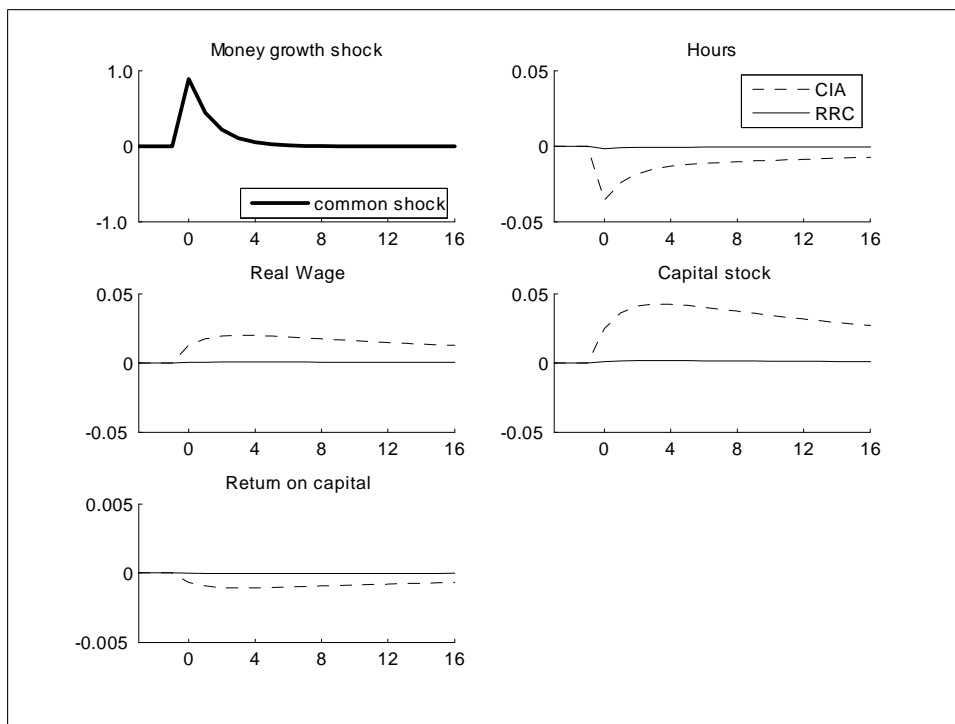 Money growth shock
1.0
0
-1.0
common shock
0 4 8 12 16
Hours
0.05
0
-0.05
CIA
RRC
0 4 8 12 16
Real Wage
0.05
0
-0.05
0 4 8 12 16
Capital stock
0.05
0
-0.05
0 4 8 12 16
Return on capital
0.005
0
-0.005
0 4 8 12 16